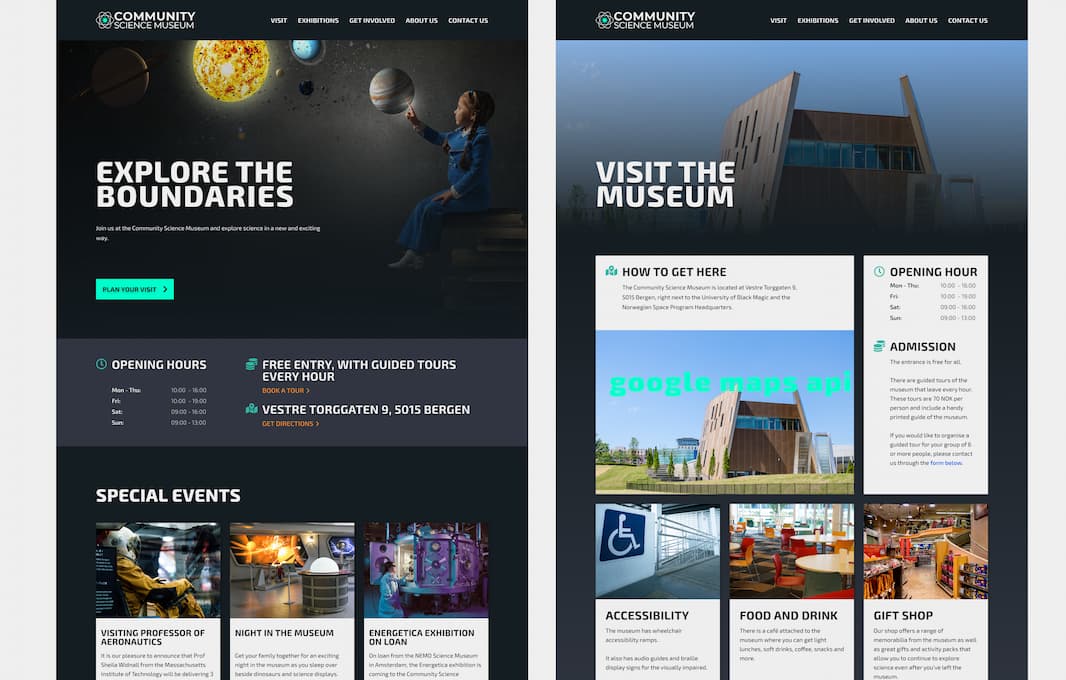 COMMUNITY
SCIENCE MUSEUM
VISIT EXHIBITIONS GET INVOLVED ABOUT US CONTACT US
EXPLORE THE
BOUNDARIES
Join us at the Community Science Museum and explore science in a new and exciting
way.
PLAN YOUR VISIT
OPENING HOURS
Mon - Thu: 10:00 - 16:00
Fri: 10:00 - 19:00
Sat: 09:00 - 16:00
Sun: 09:00 - 13:00
FREE ENTRY, WITH GUIDED TOURS
EVERY HOUR
BOOK A TOUR
VESTRE TORGGATEN 9, 5015 BERGEN
GET DIRECTIONS
SPECIAL EVENTS
VISITING PROFESSOR OF
AERONAUTICS
It is our pleasure to announce that Prof
Sheila Widnall from the Massachusetts
Institute of Technology will be delivering 3
NIGHT IN THE MUSEUM
Get your family together for an exciting
night in the museum as you sleep over
beside dinosaurs and science displays.
ENERGETICA EXHIBITION
ON LOAN
On loan from the NEMO Science Museum
in Amsterdam, the Energetica exhibition is
coming to the Community Science
COMMUNITY
SCIENCE MUSEUM
VISIT EXHIBITIONS GET INVOLVED ABOUT US CONTACT US
VISIT THE
MUSEUM
HOW TO GET HERE
The Community Science Museum is located at Vestre Torggaten 9,
5015 Bergen, right next to the University of Black Magic and the
Norwegian Space Program Headquarters.
google maps api
OPENING HOUR
Mon - Thu: 10:00 - 16:00
Fri: 10:00 - 19:00
Sat: 09:00 - 16:00
Sun: 09:00 - 13:00
ADMISSION
The entrance is free for all.
There are guided tours of the
museum that leave every hour.
These tours are 70 NOK per
person and include a handy
printed guide of the museum.
If you would like to organise a
guided tour for your group of 6
or more people, please contact
us through the form below.
ACCESSIBILITY
The museum has wheelchair
accessibility ramps.
It also has audio guides and braille
display signs for the visually impaired.
FOOD AND DRINK
There is a café attached to the
museum where you can get light
lunches, soft drinks, coffee, snacks and
more.
GIFT SHOP
Our shop offers a range of
memorabilia from the museum as well
as great gifts and activity packs that
allow you to continue to explore
science even after you've left the
museum.